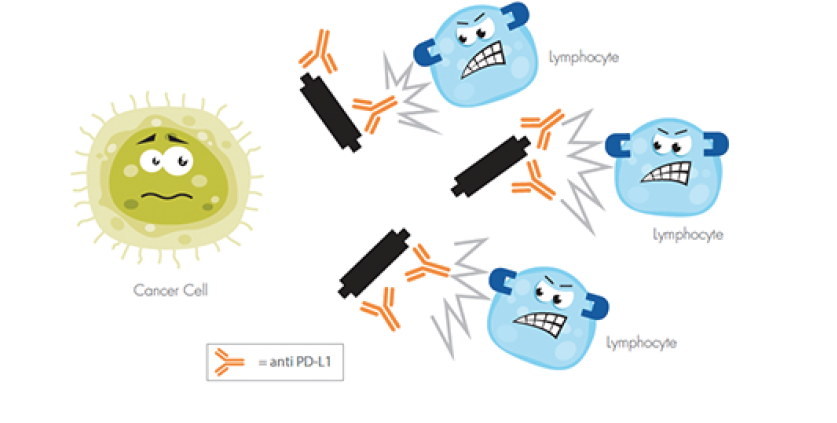 Lymphocyte
Lymphocyte
Cancer Cell
Lymphocyte
= anti PD-L1